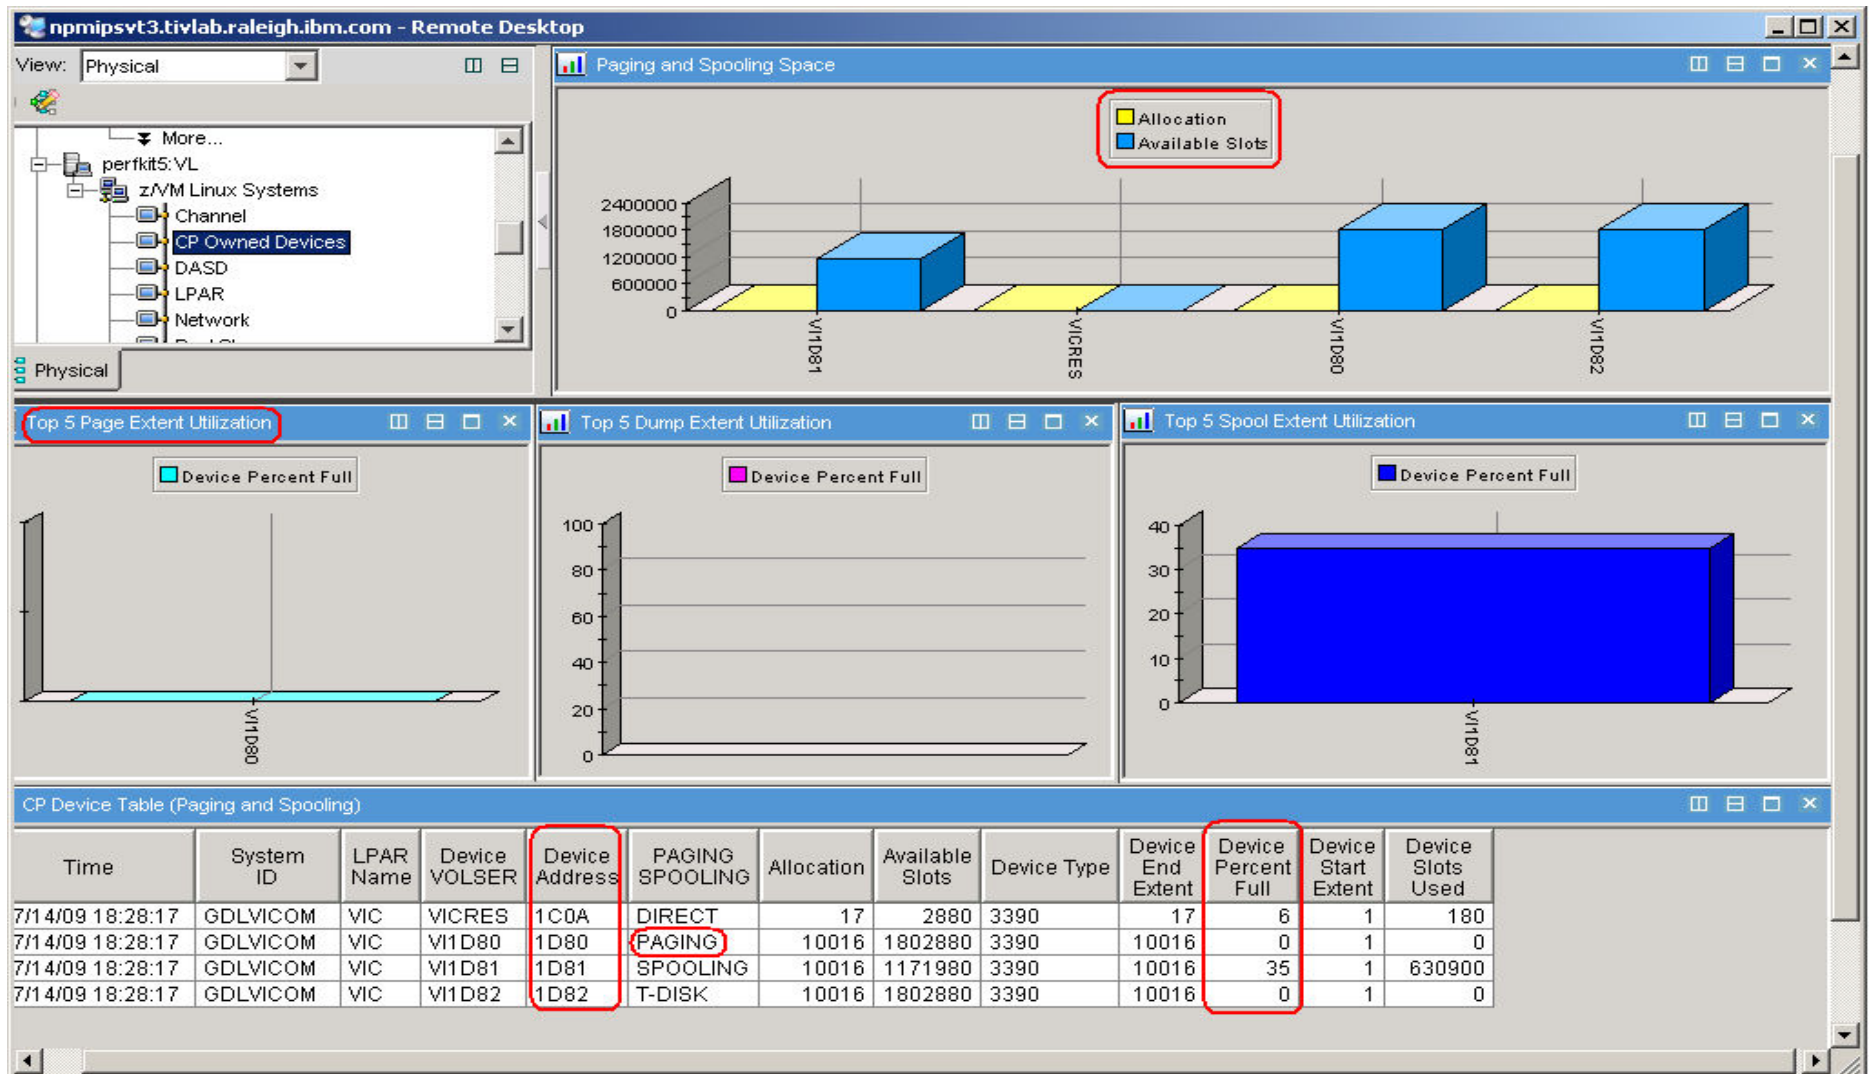 npmipsvt3.tivlab.raleigh.ibm.com - Remote Desktop
View: Physical
More...
perfkit5:VL
z/VM Linux Systems
Channel
CP Owned Devices
DASD
LPAR
Network
Physical
Paging and Spooling Space
Allocation
Available Slots
2400000
1800000
1200000
600000
0
VI1D81
VICRES
VI1D80
VI1D82
Top 5 Page Extent Utilization
Device Percent Full
VI1D80
Top 5 Dump Extent Utilization
Device Percent Full
100
80
60
40
20
0
Top 5 Spool Extent Utilization
Device Percent Full
40
30
20
10
0
VI1D81
CP Device Table (Paging and Spooling)
Time System ID LPAR Name Device VOLSER Device Address PAGING SPOOLING Allocation Available Slots Device Type Device End Extent Device Percent Full Device Start Extent Device Slots Used
7/14/09 18:28:17 GDLVICOM VIC VICRES 1C0A DIRECT 17 2880 3390 17 6 1 180
7/14/09 18:28:17 GDLVICOM VIC VI1D80 1D80 PAGING 10016 1802880 3390 10016 0 1 0
7/14/09 18:28:17 GDLVICOM VIC VI1D81 1D81 SPOOLING 10016 1171980 3390 10016 35 1 630900
7/14/09 18:28:17 GDLVICOM VIC VI1D82 1D82 T-DISK 10016 1802880 3390 10016 0 1 0